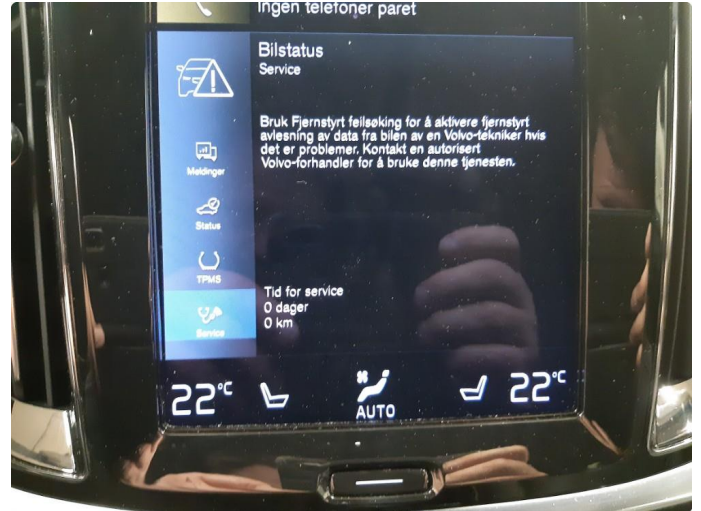 Ingen telefoner paret
Bilstatus
Service
Bruk Fjernstyrt feilsøking for å aktivere fjernstyrt
avlesning av data fra bilen av en Volvo-tekniker hvis
det er problemer. Kontakt en autorisert
Volvo-forhandler for å bruke denne tjenesten.
Meldinger
Status
TPMS
Service
Tid for service
0 dager
0 km
22°C
AUTO
22°C